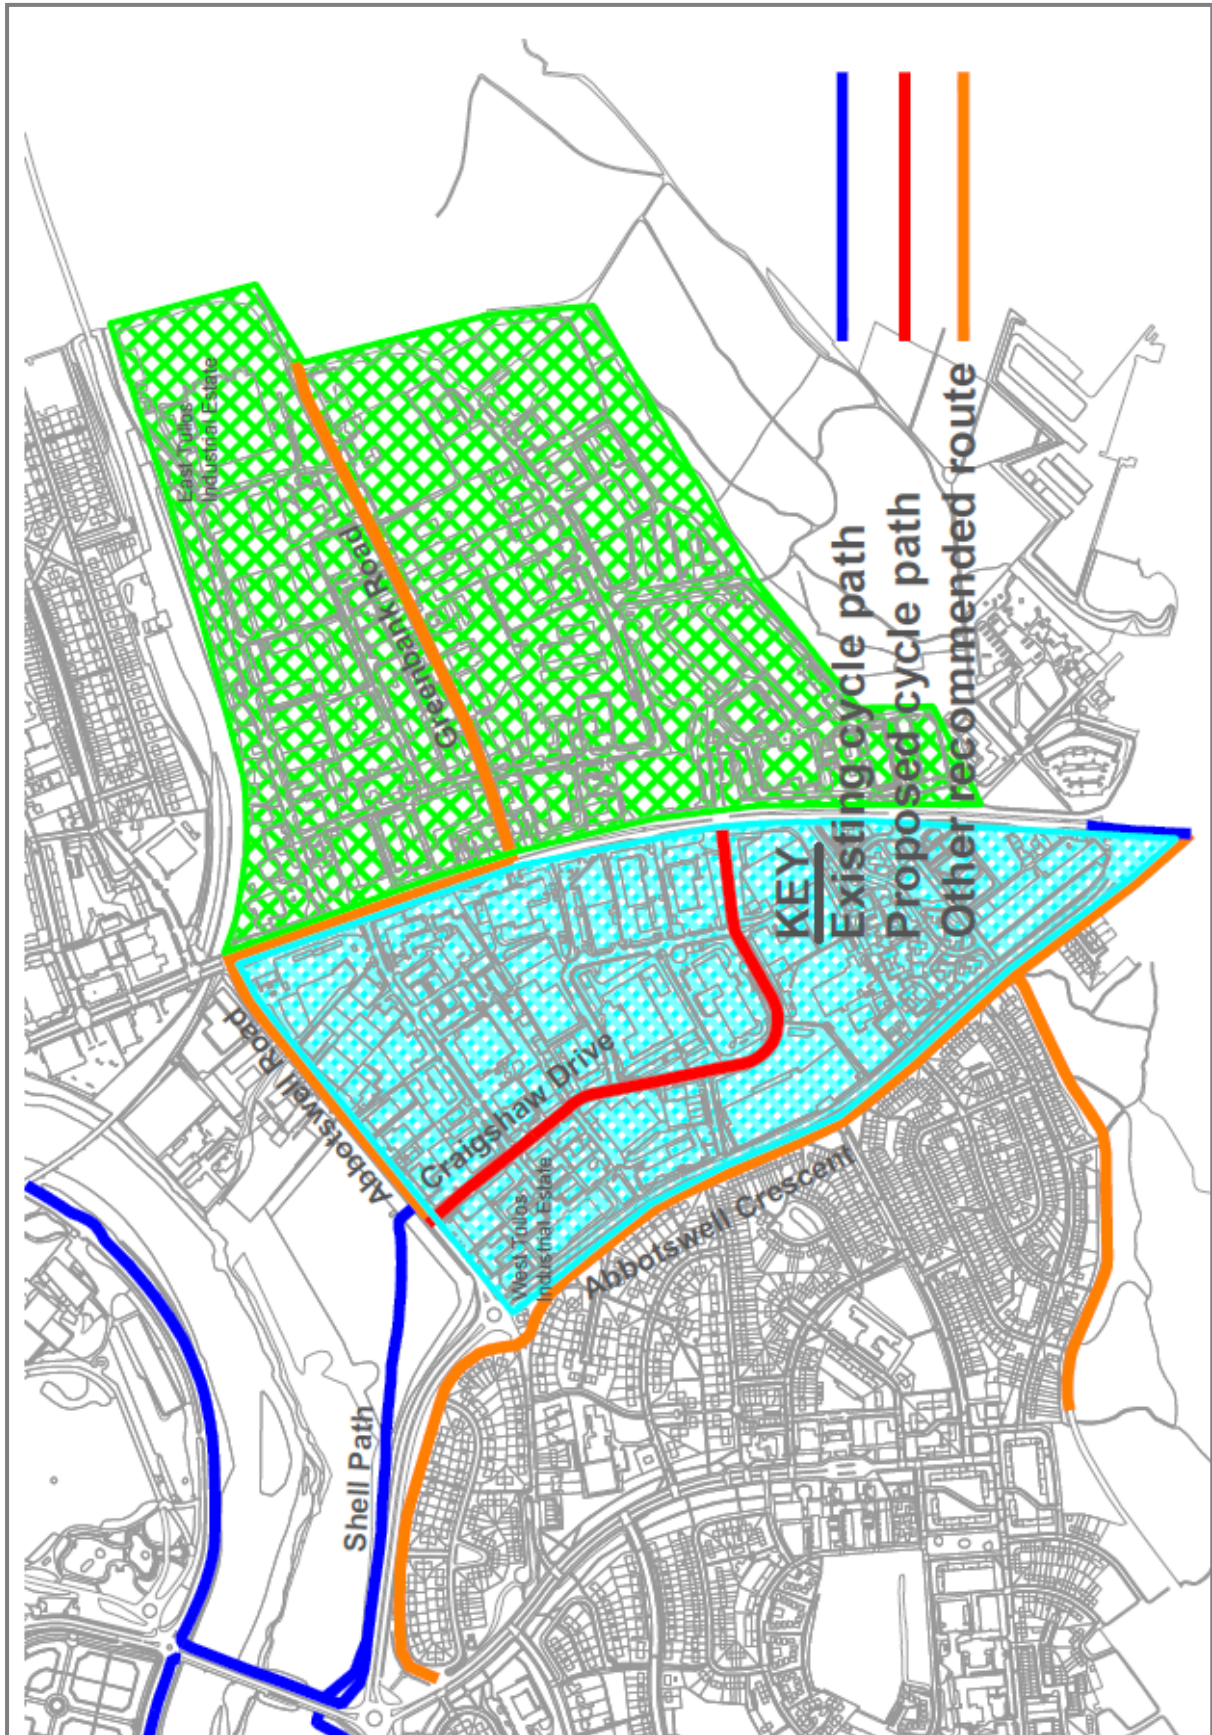 East Tullos
Industrial Estate
Greenbank Road
Abbotswell Road
Craigshaw Drive
West Tullos
Industrial Estate
Abbotswell Crescent
Shell Path
KEY
Existing cycle path
Proposed cycle path
Other recommended route